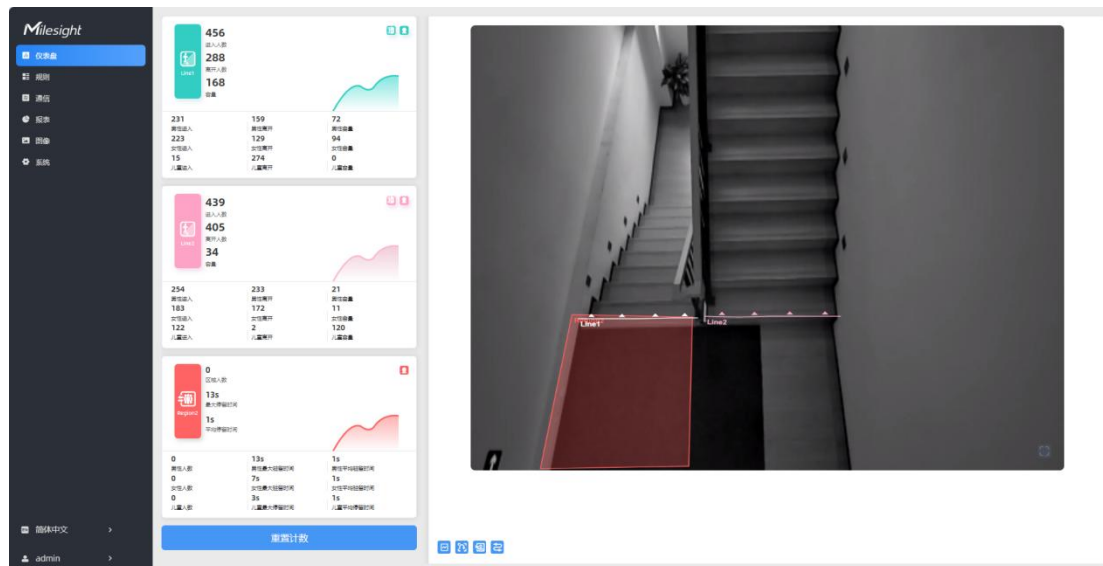 Milesight
仪表盘
规则
通信
报表
图像
系统
简体中文
admin
Line1
456
进入人数
288
离开人数
168
容量
231 159 72
男性进入 男性离开 男性容量
223 129 94
女性进入 女性离开 女性容量
15 274 0
儿童进入 儿童离开 儿童容量
Line2
439
进入人数
405
离开人数
34
容量
254 233 21
男性进入 男性离开 男性容量
183 172 11
女性进入 女性离开 女性容量
122 2 120
儿童进入 儿童离开 儿童容量
Region2
0
区域人数
13s
最大停留时间
1s
平均停留时间
0 13s 1s
男性人数 男性最大驻留时间 男性平均驻留时间
0 7s 1s
女性人数 女性最大驻留时间 女性平均驻留时间
0 3s 1s
儿童人数 儿童最大停留时间 儿童平均停留时间
重置计数
Line1
Line2